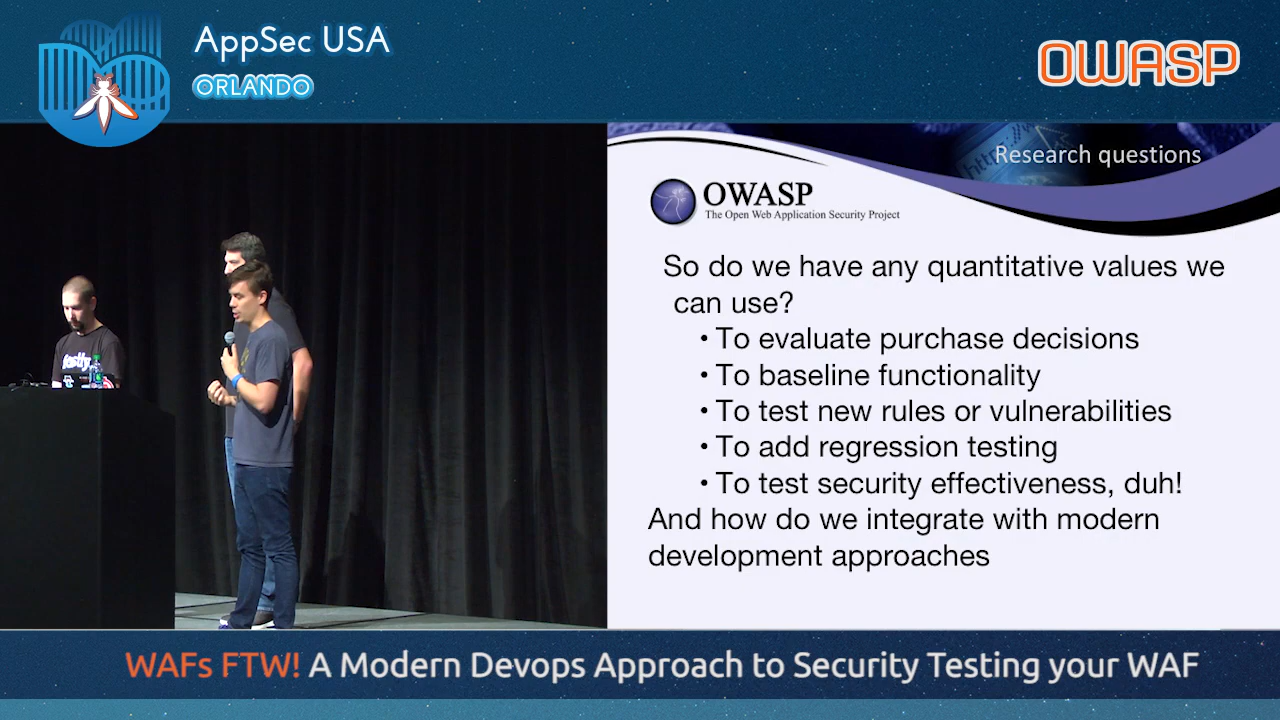 AppSec USA
ORLANDO
OWASP
Research questions
OWASP
The Open Web Application Security Project
So do we have any quantitative values we
can use?
• To evaluate purchase decisions
• To baseline functionality
• To test new rules or vulnerabilities
• To add regression testing
• To test security effectiveness, duh!
And how do we integrate with modern
development approaches
fastly
WAFs FTW! A Modern Devops Approach to Security Testing your WAF